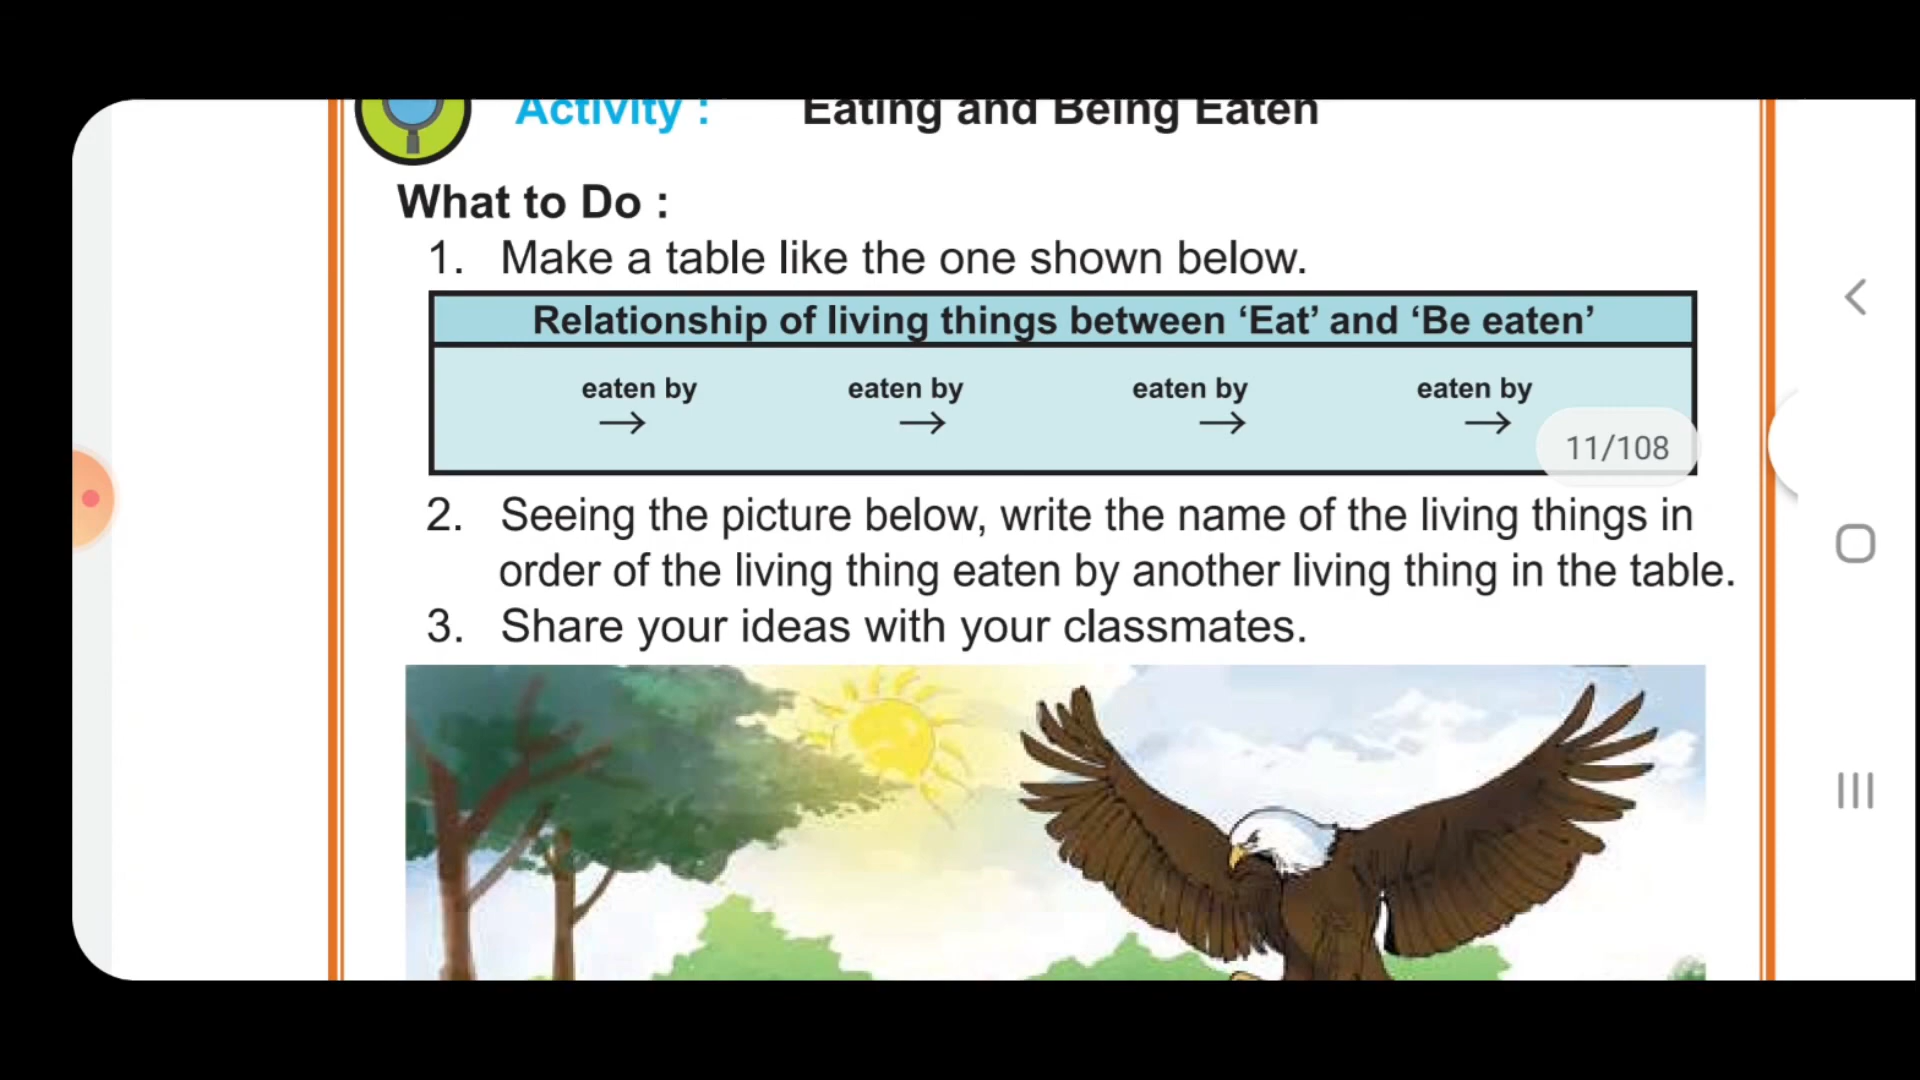 Activity : Eating and Being Eaten
What to Do :
1. Make a table like the one shown below.
Relationship of living things between ‘Eat’ and ‘Be eaten’
eaten by eaten by eaten by eaten by
→ → → →
11/108
2. Seeing the picture below, write the name of the living things in
order of the living thing eaten by another living thing in the table.
3. Share your ideas with your classmates.